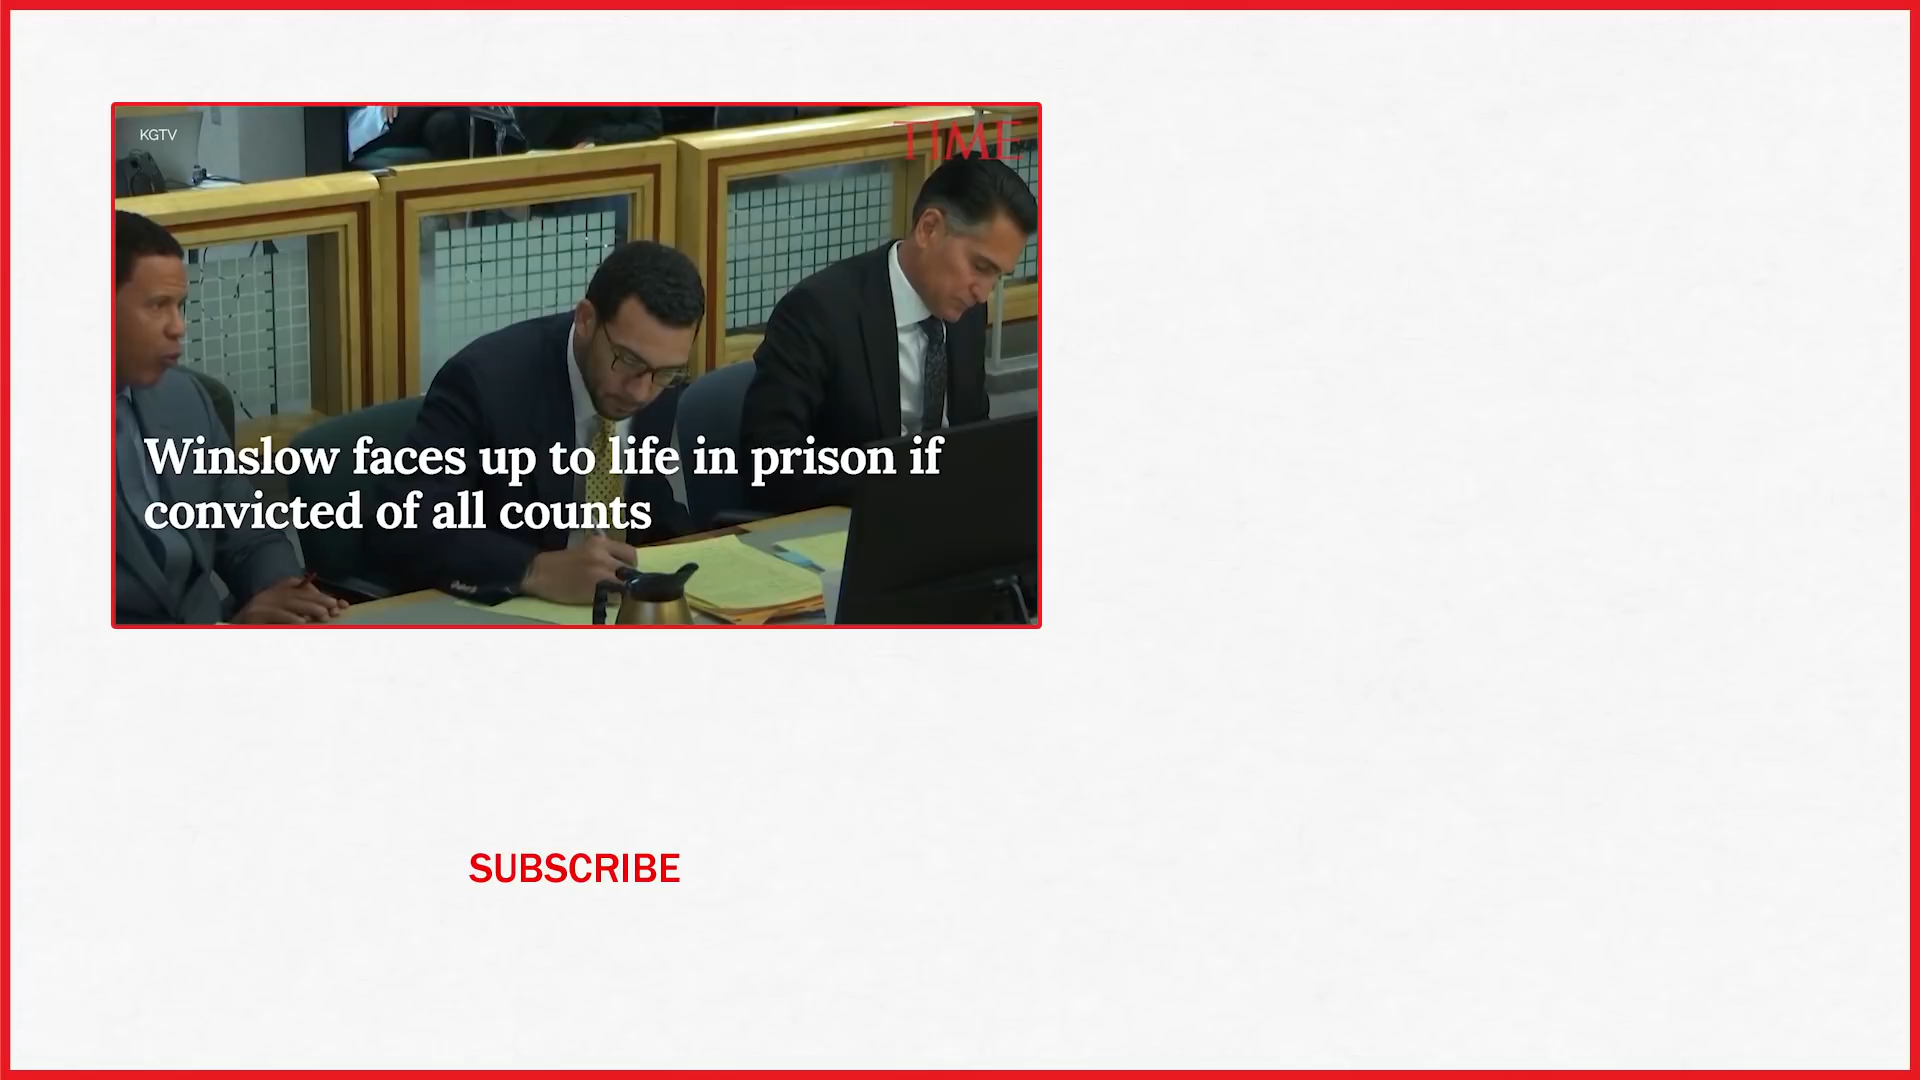 KGTV
TIME
Winslow faces up to life in prison if
convicted of all counts
SUBSCRIBE